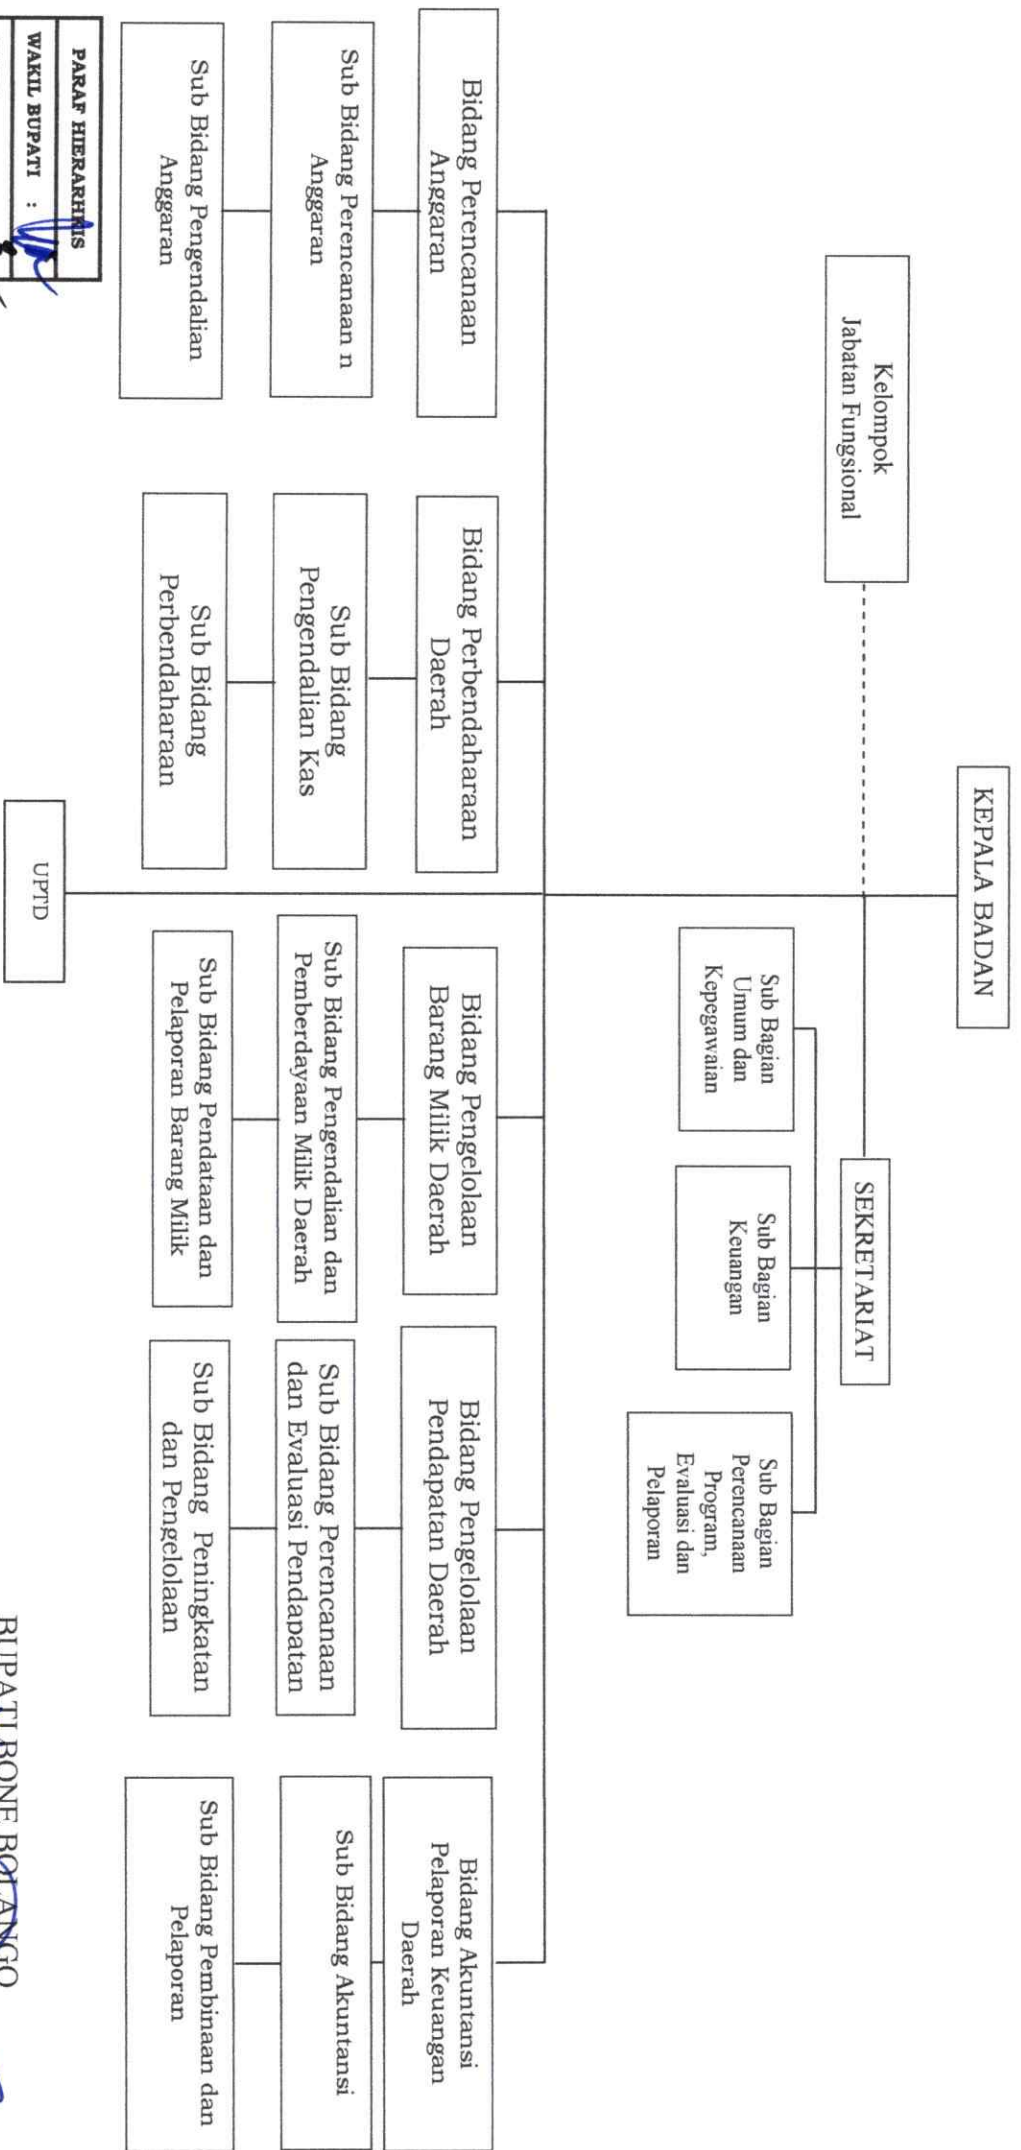 KEPALA BADAN
Kelompok
Jabatan Fungsional
SEKRETARIAT
Sub Bagian
Umum dan
Kepegawaian
Sub Bagian
Keuangan
Sub Bagian
Perencanaan
Program,
Evaluasi dan
Pelaporan
Bidang Perencanaan
Anggaran
Bidang Perbendaharaan
Daerah
Bidang Pengelolaan
Barang Milik Daerah
Bidang Pengelolaan
Pendapatan Daerah
Bidang Akuntansi
Pelaporan Keuangan
Daerah
Sub Bidang Perencanaan n
Anggaran
Sub Bidang
Pengendalian Kas
Sub Bidang Pengendalian dan
Pemberdayaan Milik Daerah
Sub Bidang Perencanaan
dan Evaluasi Pendapatan
Sub Bidang Akuntansi
Sub Bidang Pengendalian
Anggaran
Sub Bidang
Perbendaharaan
Sub Bidang Pendataan dan
Pelaporan Barang Milik
Sub Bidang Peningkatan
dan Pengelolaan
Sub Bidang Pembinaan dan
Pelaporan
PARAF HIERARHKIS
WAKIL BUPATI :
UPTD
BUPATI BONE BOLANGO